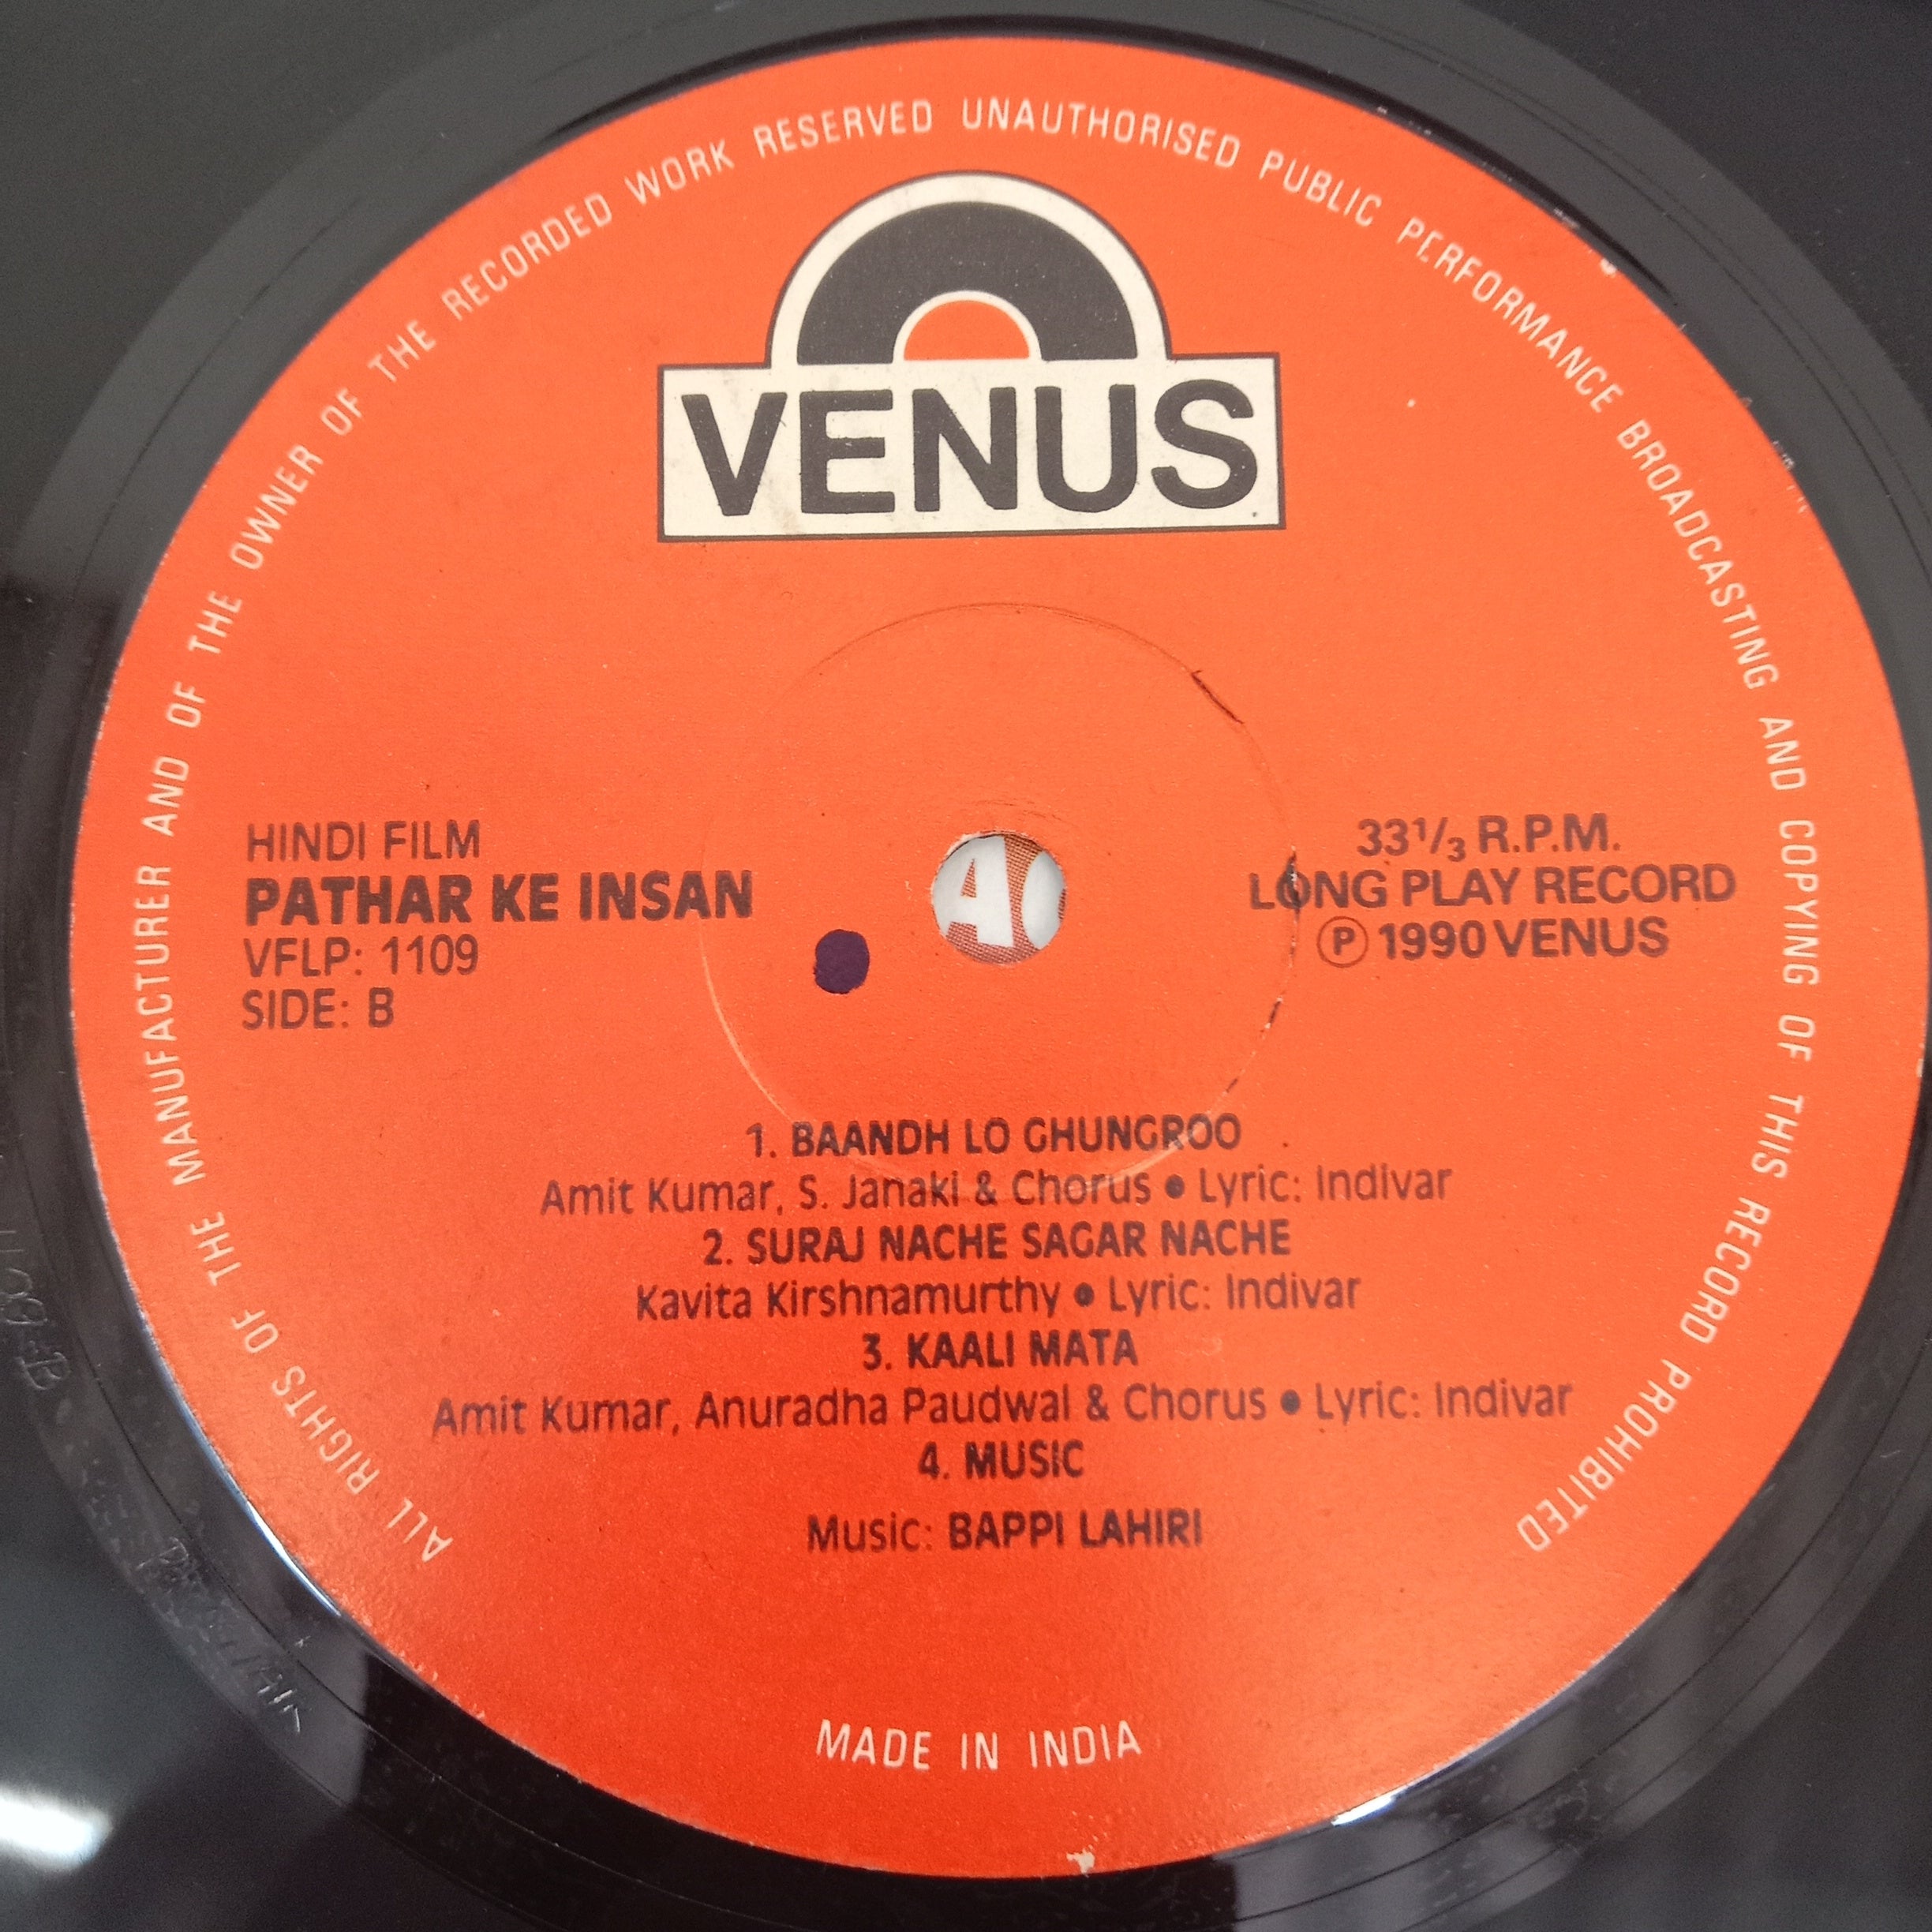 ALL RIGHTS OF THE MANUFACTURER AND OF THE OWNER OF THE RECORDED WORK RESERVED UNAUTHORISED PUBLIC PERFORMANCE BROADCASTING AND COPYING OF THIS RECORD PROHIBITED
VENUS
HINDI FILM
PATHAR KE INSAN
VFLP: 1109
SIDE: B
33 1/3 R.P.M.
LONG PLAY RECORD
Ⓟ 1990 VENUS
1. BAANDH LO GHUNGROO
Amit Kumar, S. Janaki & Chorus ● Lyric: Indivar
2. SURAJ NACHE SAGAR NACHE
Kavita Kirshnamurthy ● Lyric: Indivar
3. KAALI MATA
Amit Kumar, Anuradha Paudwal & Chorus ● Lyric: Indivar
4. MUSIC
Music: BAPPI LAHIRI
MADE IN INDIA